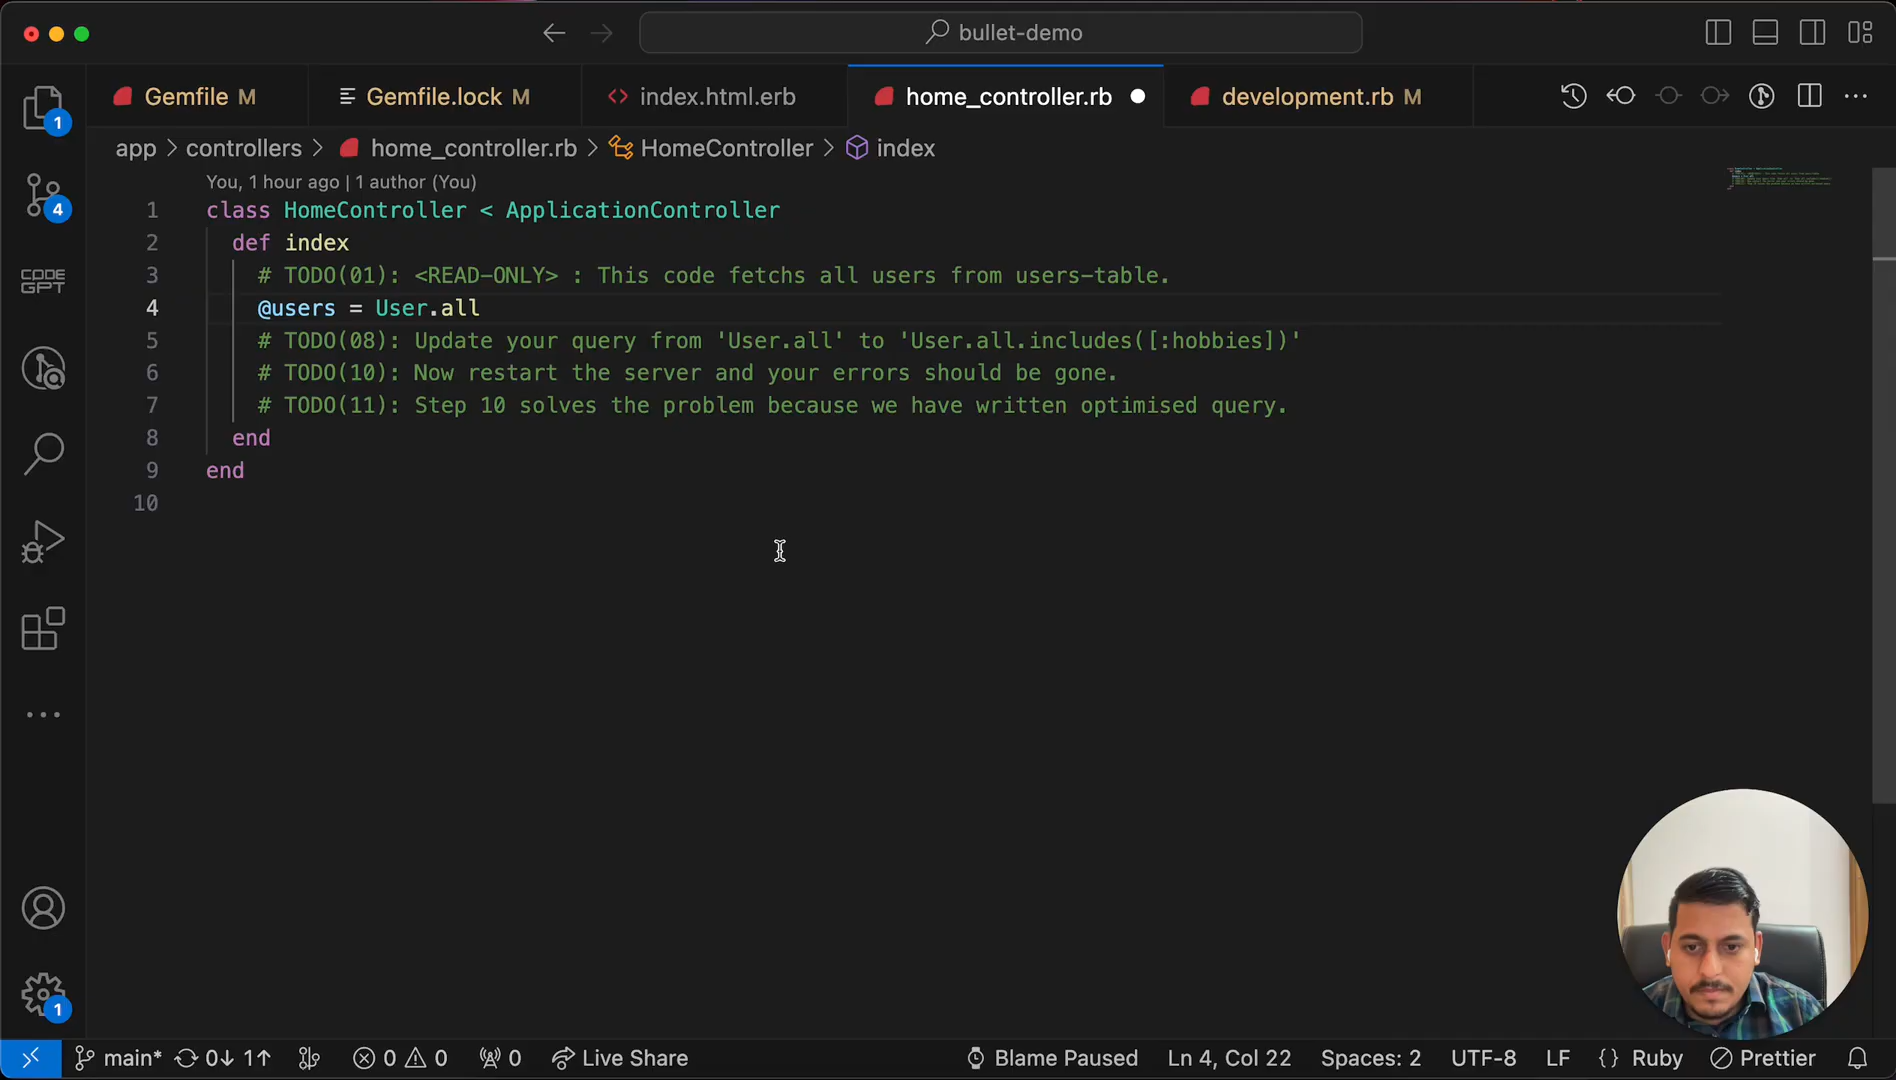 bullet-demo
Gemfile M
Gemfile.lock M
index.html.erb
home_controller.rb
development.rb M
app > controllers > home_controller.rb > HomeController > index
You, 1 hour ago | 1 author (You)
1 class HomeController < ApplicationController
2 def index
3 # TODO(01): <READ-ONLY> : This code fetchs all users from users-table.
4 @users = User.all
5 # TODO(08): Update your query from 'User.all' to 'User.all.includes([:hobbies])'
6 # TODO(10): Now restart the server and your errors should be gone.
7 # TODO(11): Step 10 solves the problem because we have written optimised query.
8 end
9 end
10
1
4
CODE
GPT
1
main* 0↓ 1↑ 0 0 0 Live Share Blame Paused Ln 4, Col 22 Spaces: 2 UTF-8 LF {} Ruby Prettier